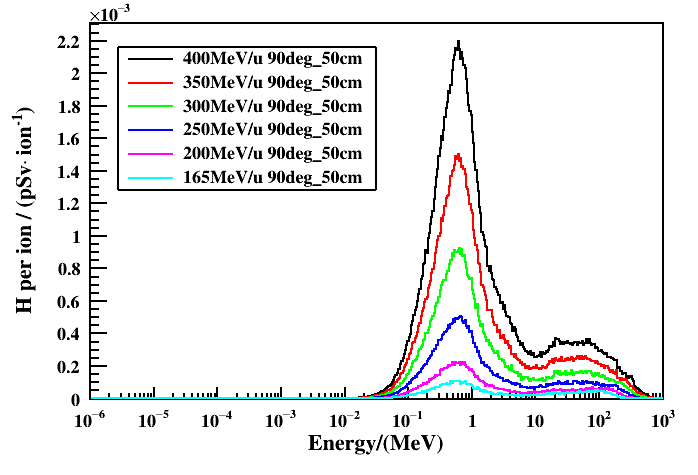 ×10⁻³
2.2
2
1.8
1.6
1.4
1.2
1
0.8
0.6
0.4
0.2
0
H per ion / (pSv· ion⁻¹)
400MeV/u 90deg_50cm
350MeV/u 90deg_50cm
300MeV/u 90deg_50cm
250MeV/u 90deg_50cm
200MeV/u 90deg_50cm
165MeV/u 90deg_50cm
10⁻⁶ 10⁻⁵ 10⁻⁴ 10⁻³ 10⁻² 10⁻¹ 1 10 10² 10³
Energy/(MeV)